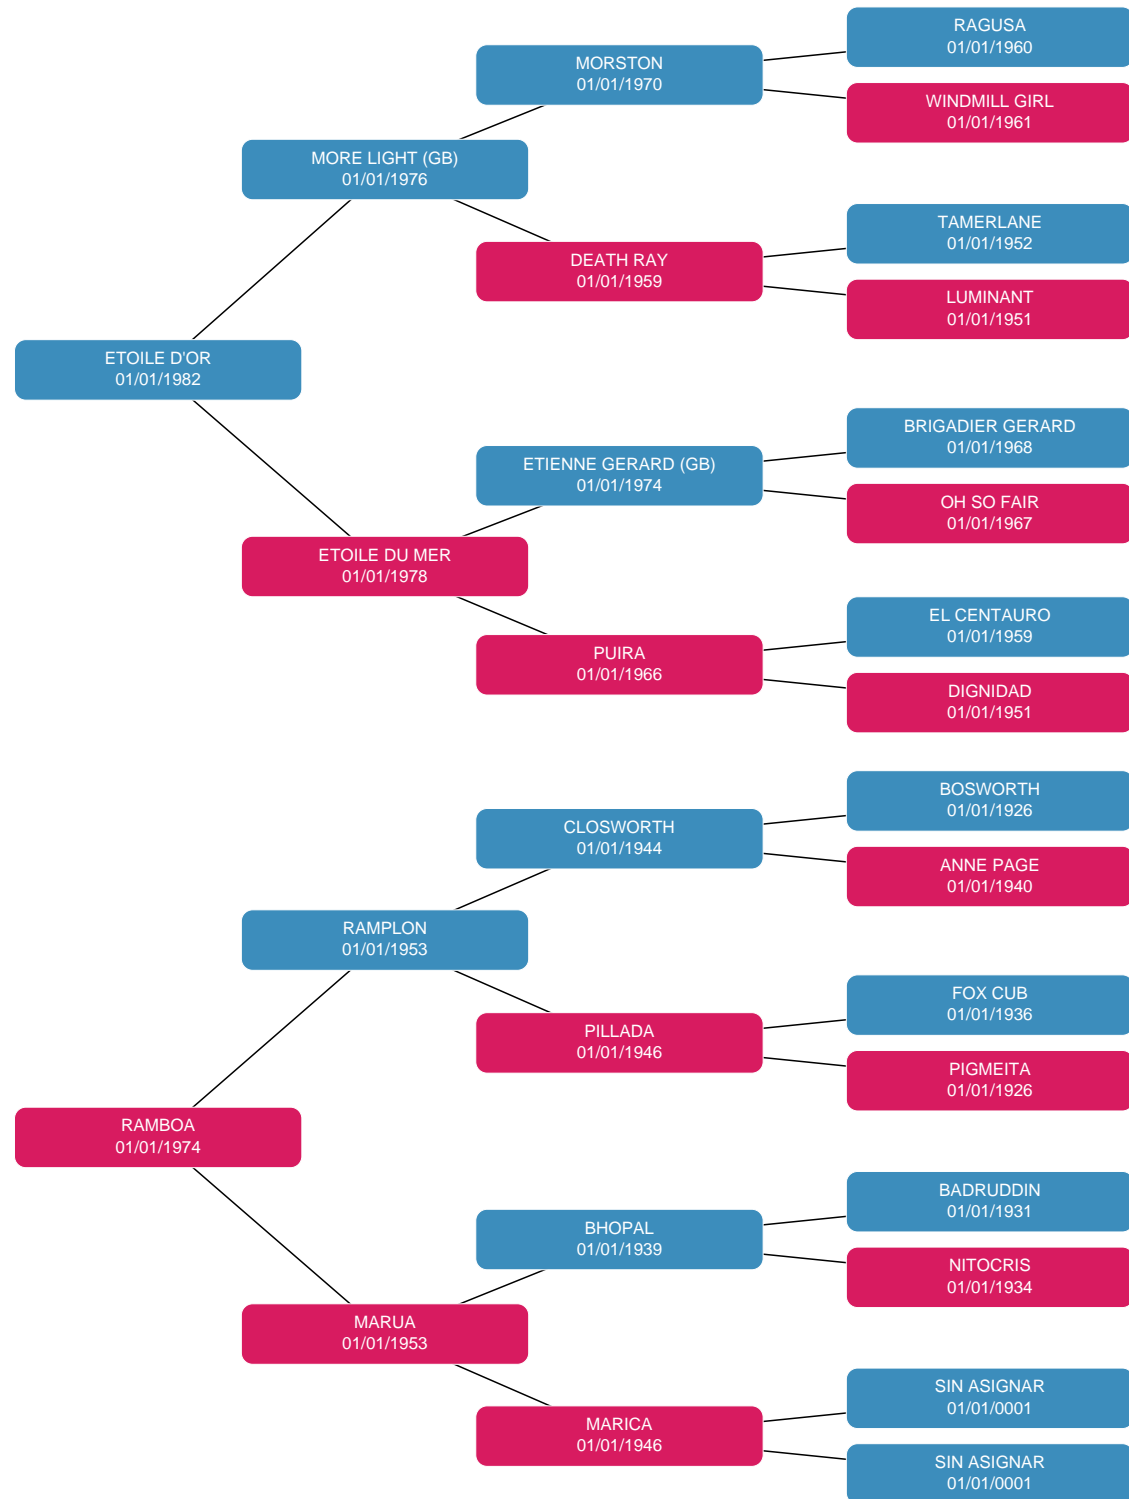 RAGUSA
01/01/1960
MORSTON
01/01/1970
WINDMILL GIRL
01/01/1961
MORE LIGHT (GB)
01/01/1976
TAMERLANE
01/01/1952
DEATH RAY
01/01/1959
LUMINANT
01/01/1951
ETOILE D'OR
01/01/1982
BRIGADIER GERARD
01/01/1968
ETIENNE GERARD (GB)
01/01/1974
OH SO FAIR
01/01/1967
ETOILE DU MER
01/01/1978
EL CENTAURO
01/01/1959
PUIRA
01/01/1966
DIGNIDAD
01/01/1951
BOSWORTH
01/01/1926
CLOSWORTH
01/01/1944
ANNE PAGE
01/01/1940
RAMPLON
01/01/1953
FOX CUB
01/01/1936
PILLADA
01/01/1946
PIGMEITA
01/01/1926
RAMBOA
01/01/1974
BADRUDDIN
01/01/1931
BHOPAL
01/01/1939
NITOCRIS
01/01/1934
MARUA
01/01/1953
SIN ASIGNAR
01/01/0001
MARICA
01/01/1946
SIN ASIGNAR
01/01/0001